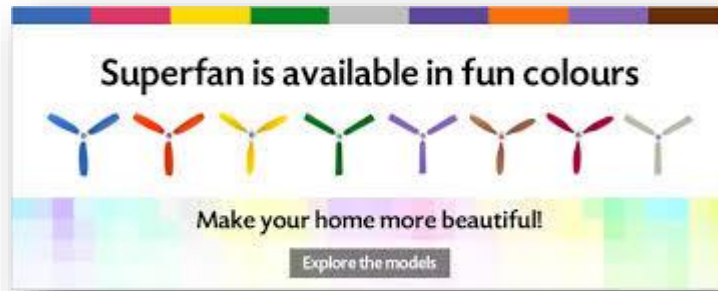 Superfan is available in fun colours
Make your home more beautiful!
Explore the models